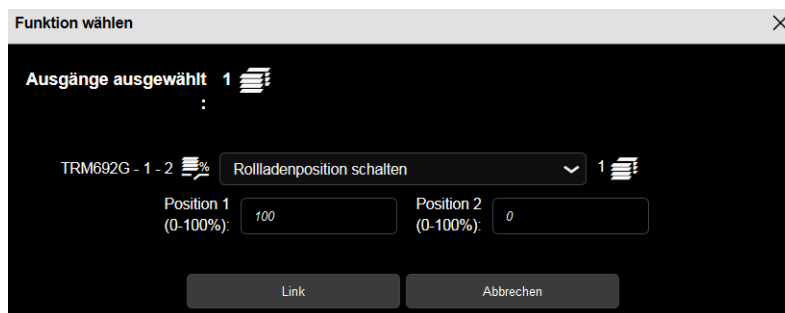 Funktion wählen
Ausgänge ausgewählt 1
:
TRM692G - 1 - 2 % Rollladenposition schalten 1
Position 1 (0-100%): 100 Position 2 (0-100%): 0
Link Abbrechen